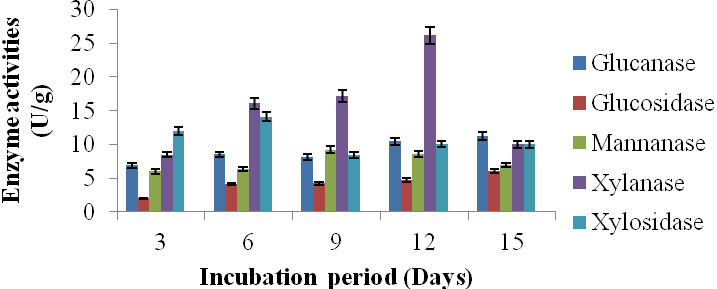 Enzyme activities
(U/g)
30
25
20
15
10
5
0
3 6 9 12 15
Incubation period (Days)
Glucanase
Glucosidase
Mannanase
Xylanase
Xylosidase